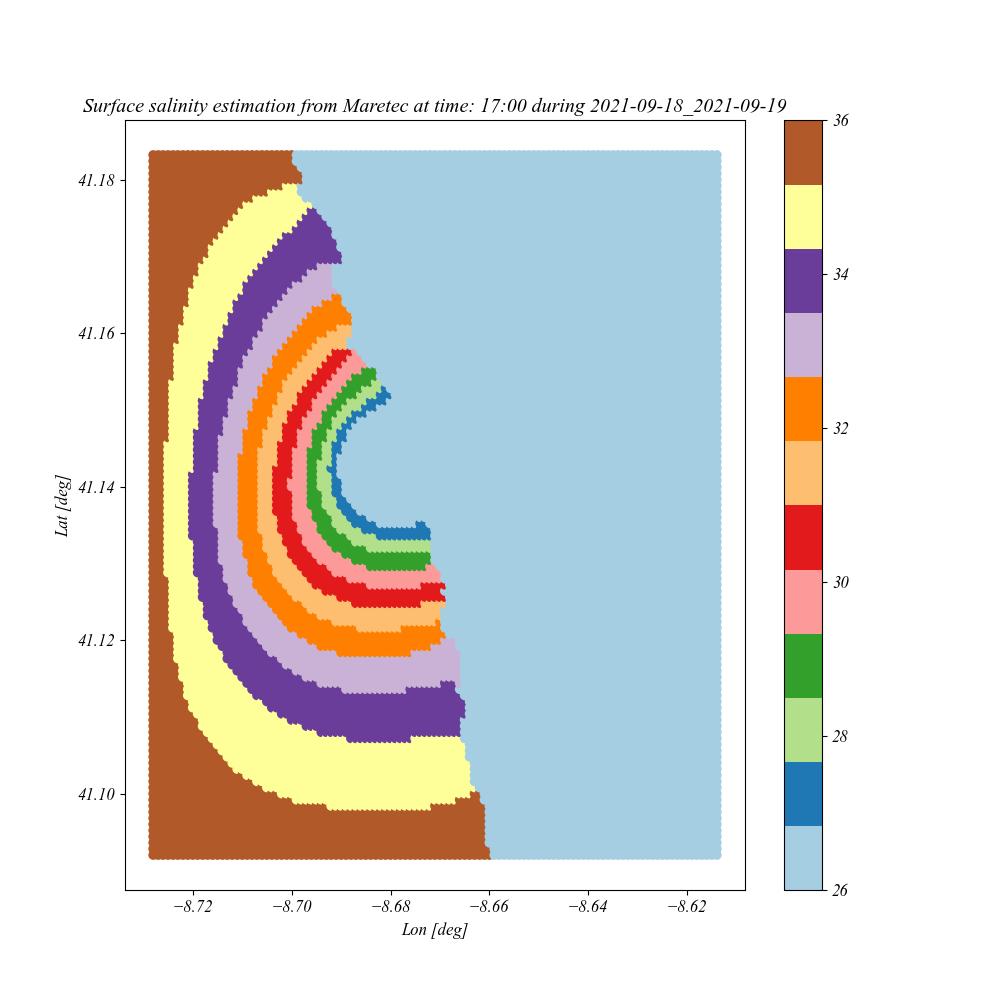 Surface salinity estimation from Maretec at time: 17:00 during 2021-09-18_2021-09-19
41.18
41.16
41.14
41.12
41.10
Lat [deg]
−8.72 −8.70 −8.68 −8.66 −8.64 −8.62
Lon [deg]
36
34
32
30
28
26